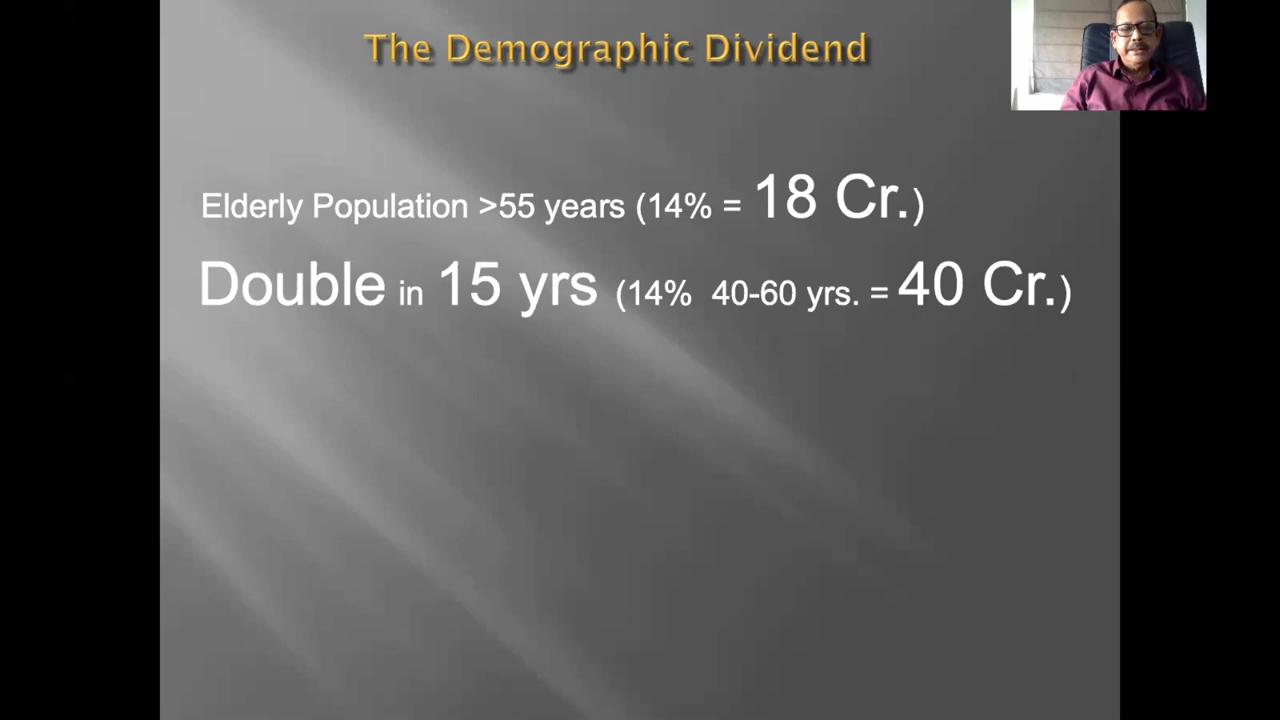 The Demographic Dividend
Elderly Population >55 years (14% = 18 Cr.)
Double in 15 yrs (14%  40-60 yrs. = 40 Cr.)